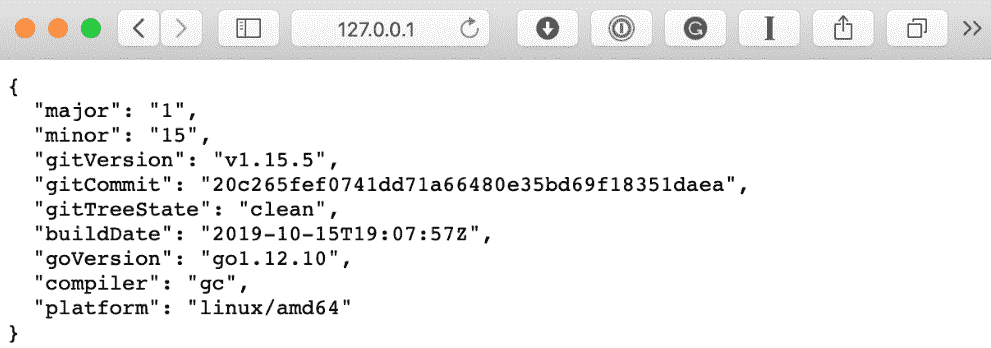 127.0.0.1
{
  "major": "1",
  "minor": "15",
  "gitVersion": "v1.15.5",
  "gitCommit": "20c265fef0741dd71a66480e35bd69f18351daea",
  "gitTreeState": "clean",
  "buildDate": "2019-10-15T19:07:57Z",
  "goVersion": "go1.12.10",
  "compiler": "gc",
  "platform": "linux/amd64"
}